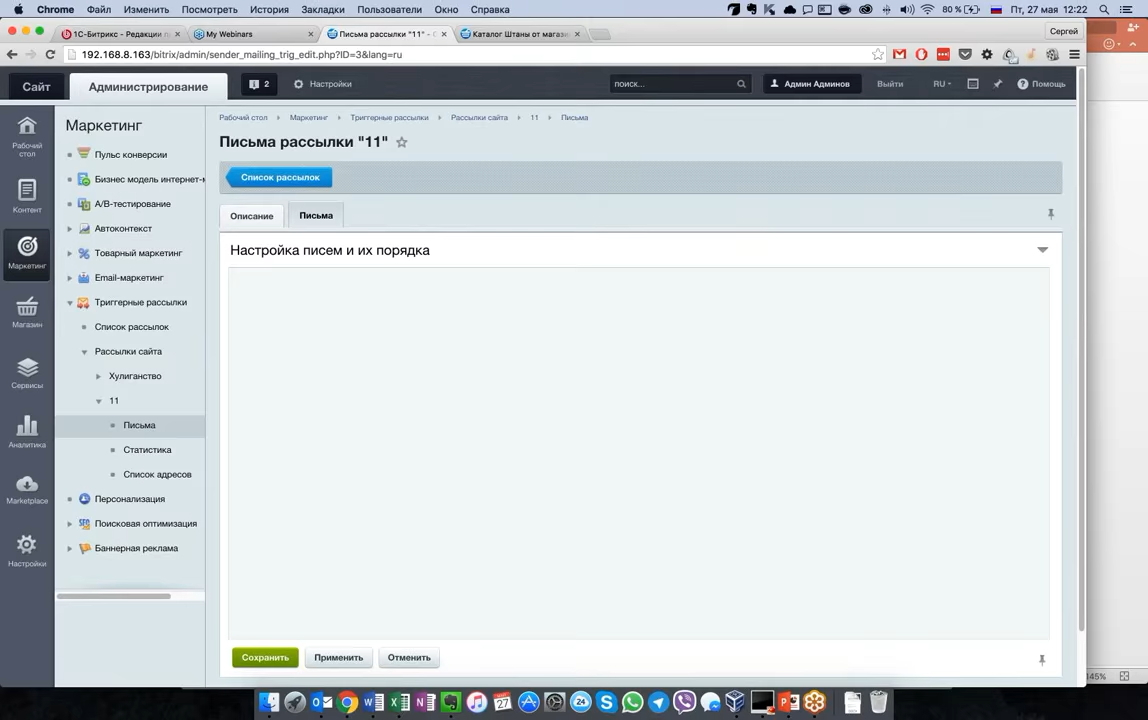 Chrome Файл Изменить Посмотреть История Закладки Пользователи Окно Справка
80 % Пт, 27 мая 12:22
1С-Битрикс - Редакции пр
My Webinars
Письма рассылки "11" - С
Каталог Штаны от магази
Сергей
192.168.8.163/bitrix/admin/sender_mailing_trig_edit.php?ID=3&lang=ru
Сайт
Администрирование
2
Настройки
поиск...
Админ Админов
Выйти
RU
Помощь
Рабочий стол
Контент
Маркетинг
Магазин
Сервисы
Аналитика
Marketplace
Настройки
Маркетинг
Пульс конверсии
Бизнес модель интернет-м
A/B-тестирование
Автоконтекст
Товарный маркетинг
Email-маркетинг
Триггерные рассылки
Список рассылок
Рассылки сайта
Хулиганство
11
Письма
Статистика
Список адресов
Персонализация
Поисковая оптимизация
Баннерная реклама
Рабочий стол Маркетинг Триггерные рассылки Рассылки сайта 11 Письма
Письма рассылки "11"
Список рассылок
Описание
Письма
Настройка писем и их порядка
Сохранить
Применить
Отменить
145%